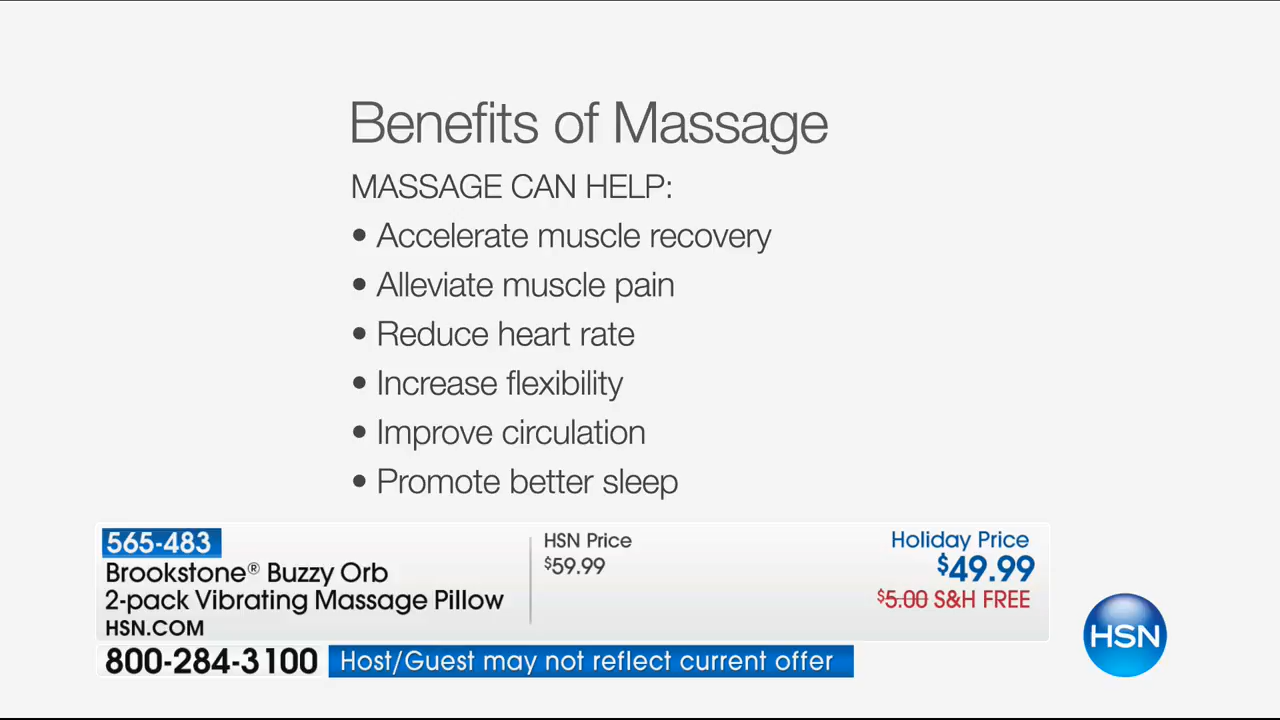 Benefits of Massage
MASSAGE CAN HELP:
• Accelerate muscle recovery
• Alleviate muscle pain
• Reduce heart rate
• Increase flexibility
• Improve circulation
• Promote better sleep
565-483
Brookstone® Buzzy Orb
2-pack Vibrating Massage Pillow
HSN.COM
HSN Price
$59.99
Holiday Price
$49.99
$5.00 S&H FREE
800-284-3100
Host/Guest may not reflect current offer
HSN